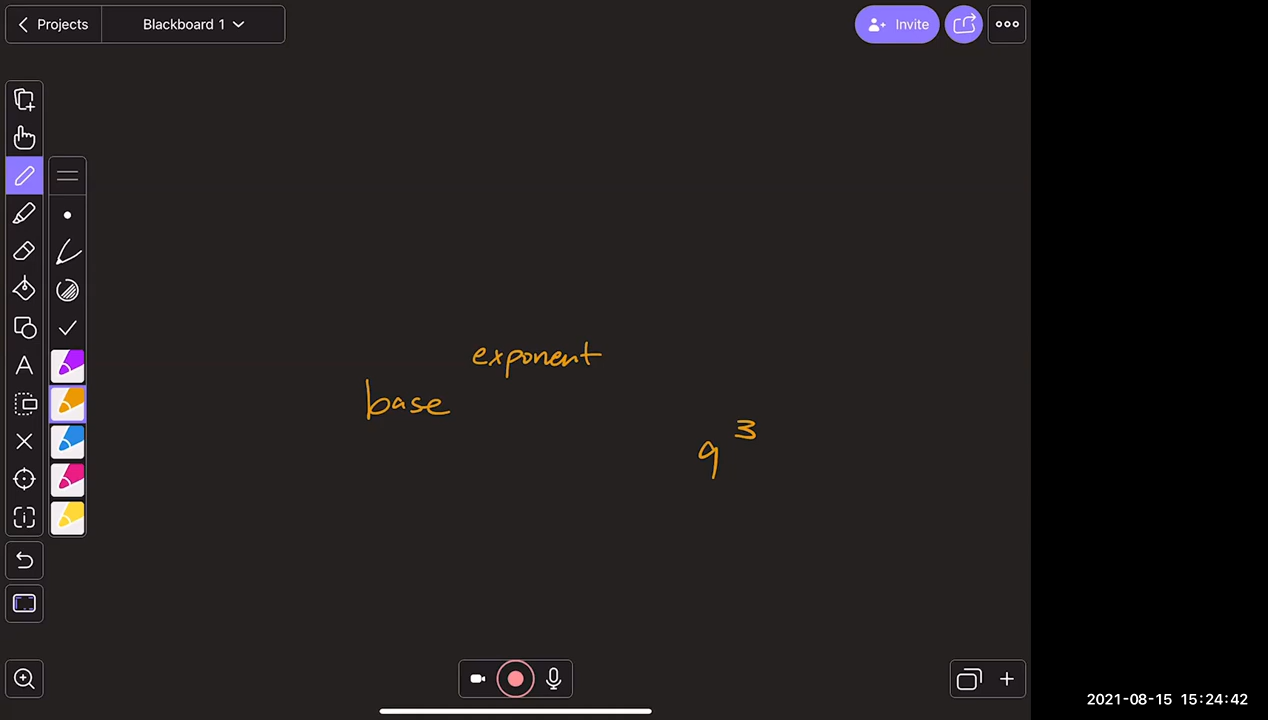 Projects Blackboard 1 Invite
exponent
base
9³
A
2021-08-15 15:24:42